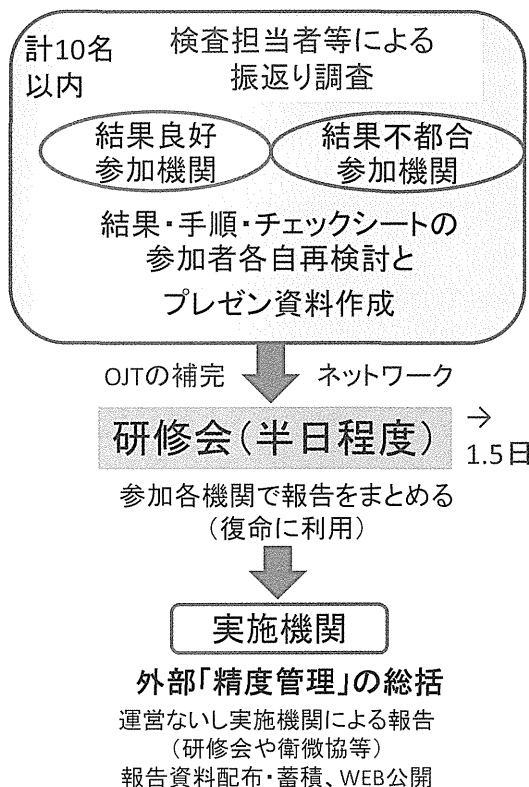 計10名
以内
検査担当者等による
振返り調査
結果良好
参加機関
結果不都合
参加機関
結果・手順・チェックシートの
参加者各自再検討と
プレゼン資料作成
OJTの補完
ネットワーク
研修会(半日程度)
→
1.5日
参加各機関で報告をまとめる
(復命に利用)
実施機関
外部「精度管理」の総括
運営ないし実施機関による報告
(研修会や衛微協等)
報告資料配布・蓄積、WEB公開